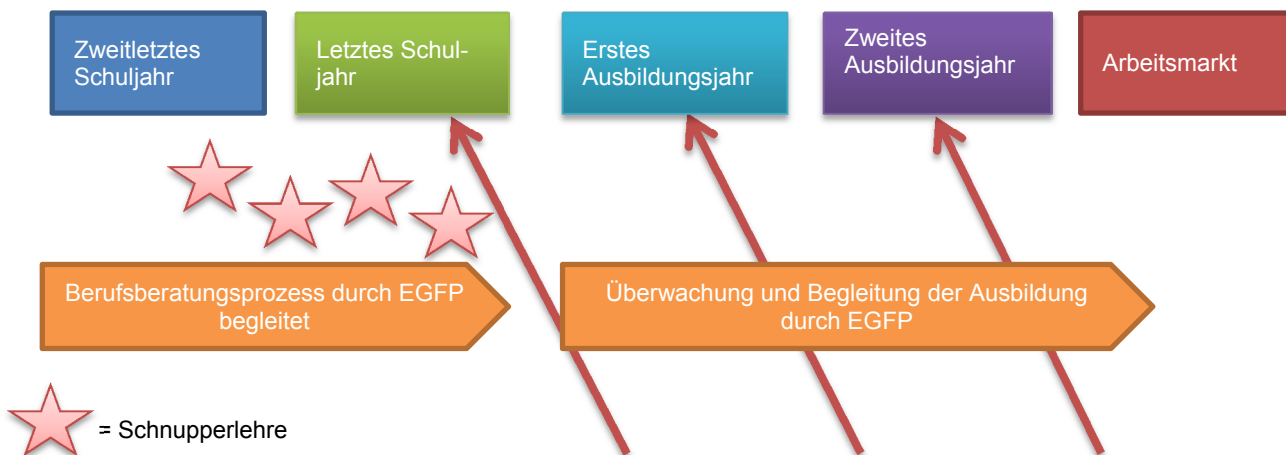 Zweitletztes
Schuljahr
Letztes Schul-
jahr
Erstes
Ausbildungsjahr
Zweites
Ausbildungsjahr
Arbeitsmarkt
Berufsberatungsprozess durch EGFP
begleitet
Überwachung und Begleitung der Ausbildung
durch EGFP
= Schnupperlehre